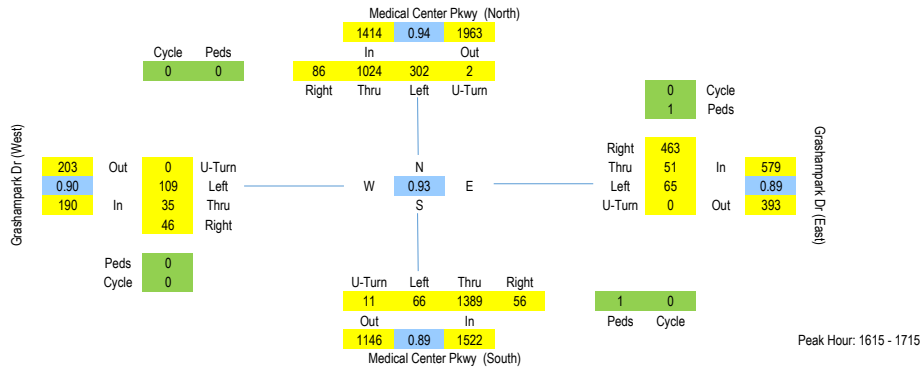 Medical Center Pkwy (North)
1414 0.94 1963
In Out
Cycle Peds
0 0
86 1024 302 2
Right Thru Left U-Turn
0 Cycle
1 Peds
Grashampark Dr (West)
203 Out 0 U-Turn
0.90 109 Left
190 In 35 Thru
46 Right
N
W 0.93 E
S
Right 463
Thru 51 In 579
Left 65 0.89
U-Turn 0 Out 393
Grashampark Dr (East)
Peds 0
Cycle 0
U-Turn Left Thru Right
11 66 1389 56
Out In
1146 0.89 1522
Medical Center Pkwy (South)
1 0
Peds Cycle
Peak Hour: 1615 - 1715